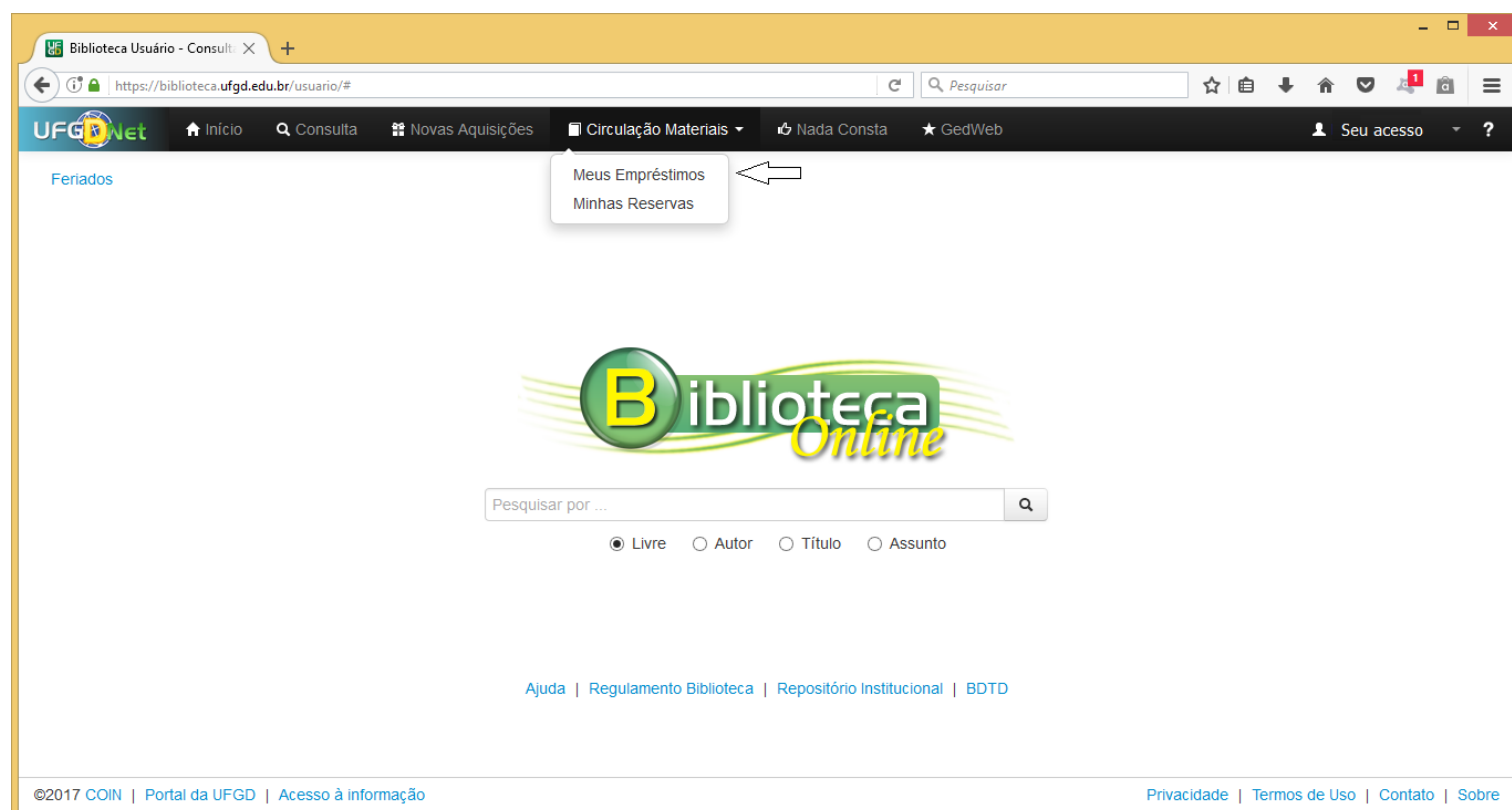 Biblioteca Usuário - Consult
https://biblioteca.ufgd.edu.br/usuario/#
Pesquisar
1
UFGDNet Início Consulta Novas Aquisições Circulação Materiais Nada Consta GedWeb Seu acesso ?
Feriados
Meus Empréstimos
Minhas Reservas
Biblioteca
Online
Pesquisar por ...
Livre Autor Título Assunto
Ajuda | Regulamento Biblioteca | Repositório Institucional | BDTD
©2017 COIN | Portal da UFGD | Acesso à informação Privacidade | Termos de Uso | Contato | Sobre